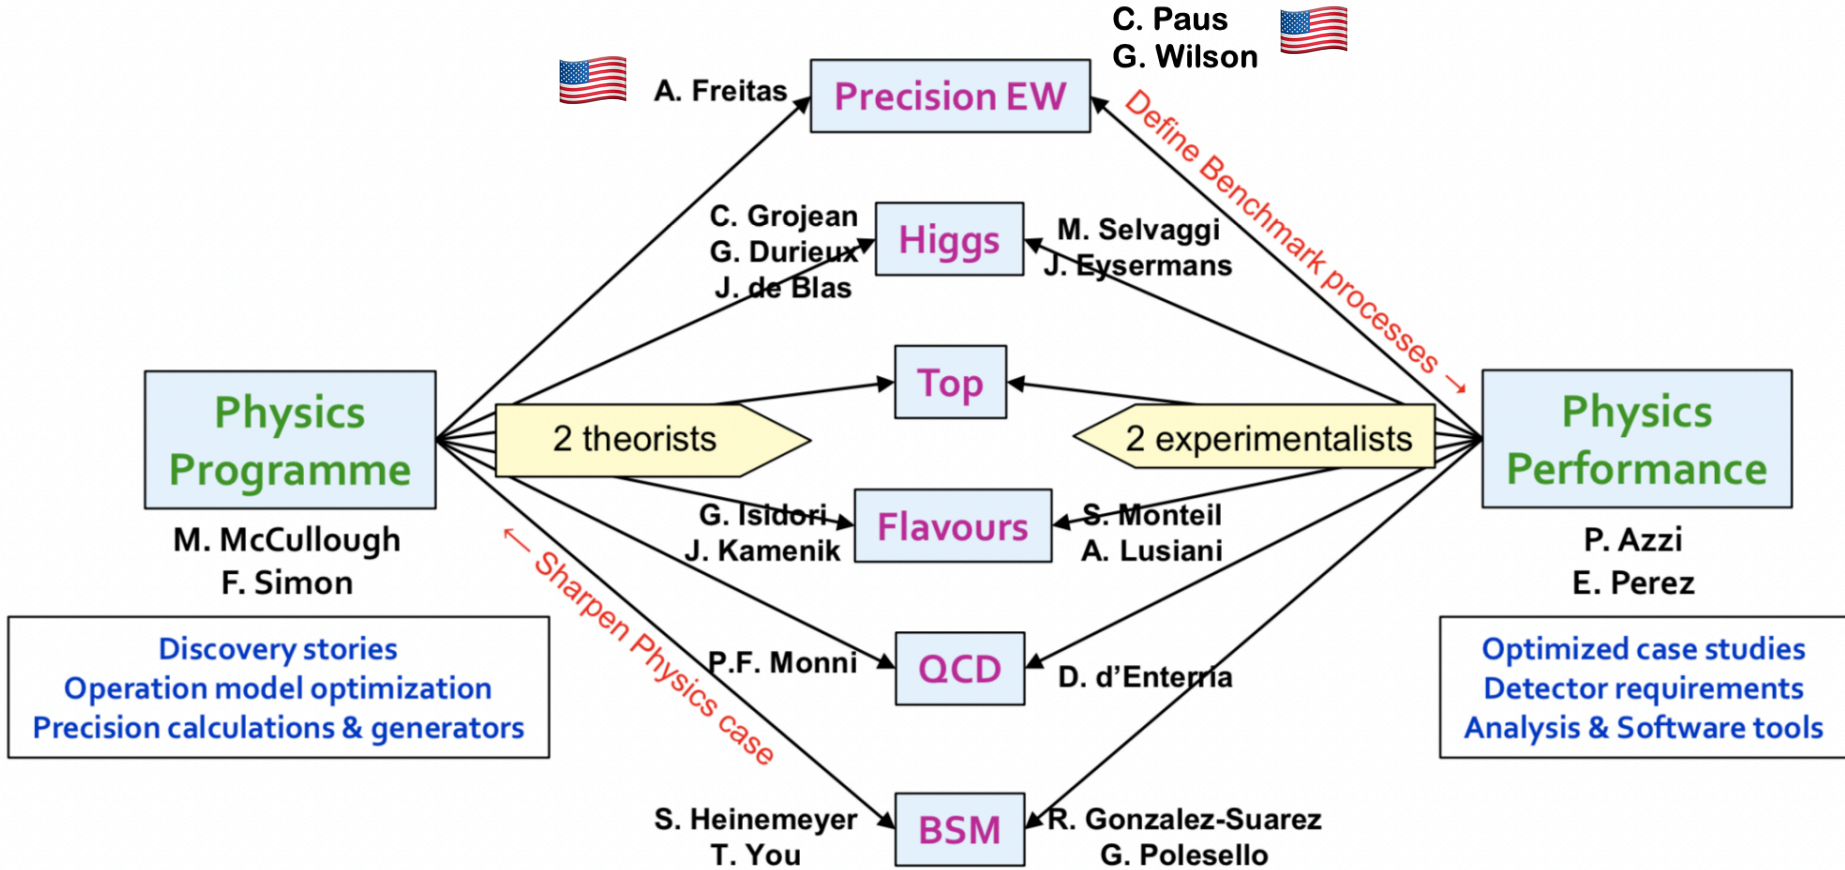 C. Paus
G. Wilson
A. Freitas
Precision EW
Define Benchmark processes →
C. Grojean
G. Durieux
J. de Blas
Higgs
M. Selvaggi
J. Eysermans
Top
Physics
Programme
2 theorists
2 experimentalists
Physics
Performance
M. McCullough
F. Simon
G. Isidori
J. Kamenik
Flavours
S. Monteil
A. Lusiani
P. Azzi
E. Perez
← Sharpen Physics case
Discovery stories
Operation model optimization
Precision calculations & generators
P.F. Monni
QCD
D. d’Enterria
Optimized case studies
Detector requirements
Analysis & Software tools
S. Heinemeyer
T. You
BSM
R. Gonzalez-Suarez
G. Polesello